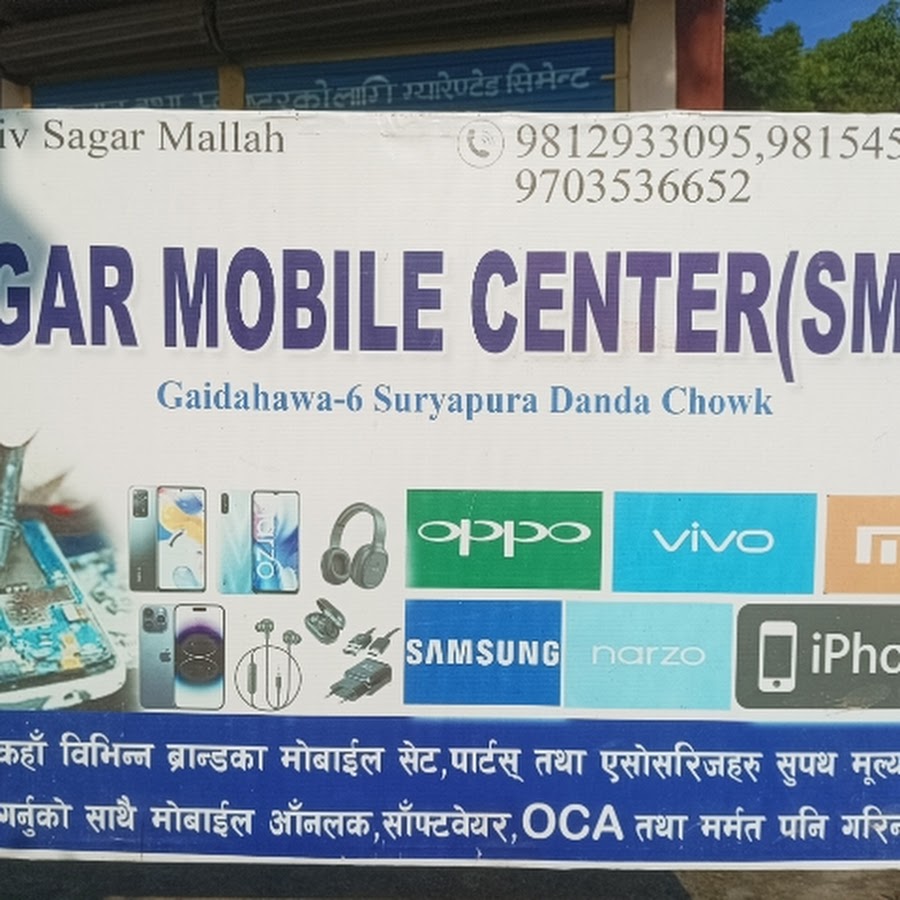 लागि ग्यारेण्टेड सिमेन्ट
iv Sagar Mallah
9812933095,981545
9703536652
GAR MOBILE CENTER(SM
Gaidahawa-6 Suryapura Danda Chowk
narzo
oppo
vivo
SAMSUNG
narzo
iPho
कहाँ विभिन्न ब्रान्डका मोबाईल सेट,पार्टस् तथा एसोसरिजहरु सुपथ मूल्य
गर्नुको साथै मोबाईल आँनलक,साँफ्टवेयर,OCA तथा मर्मत पनि गरिन